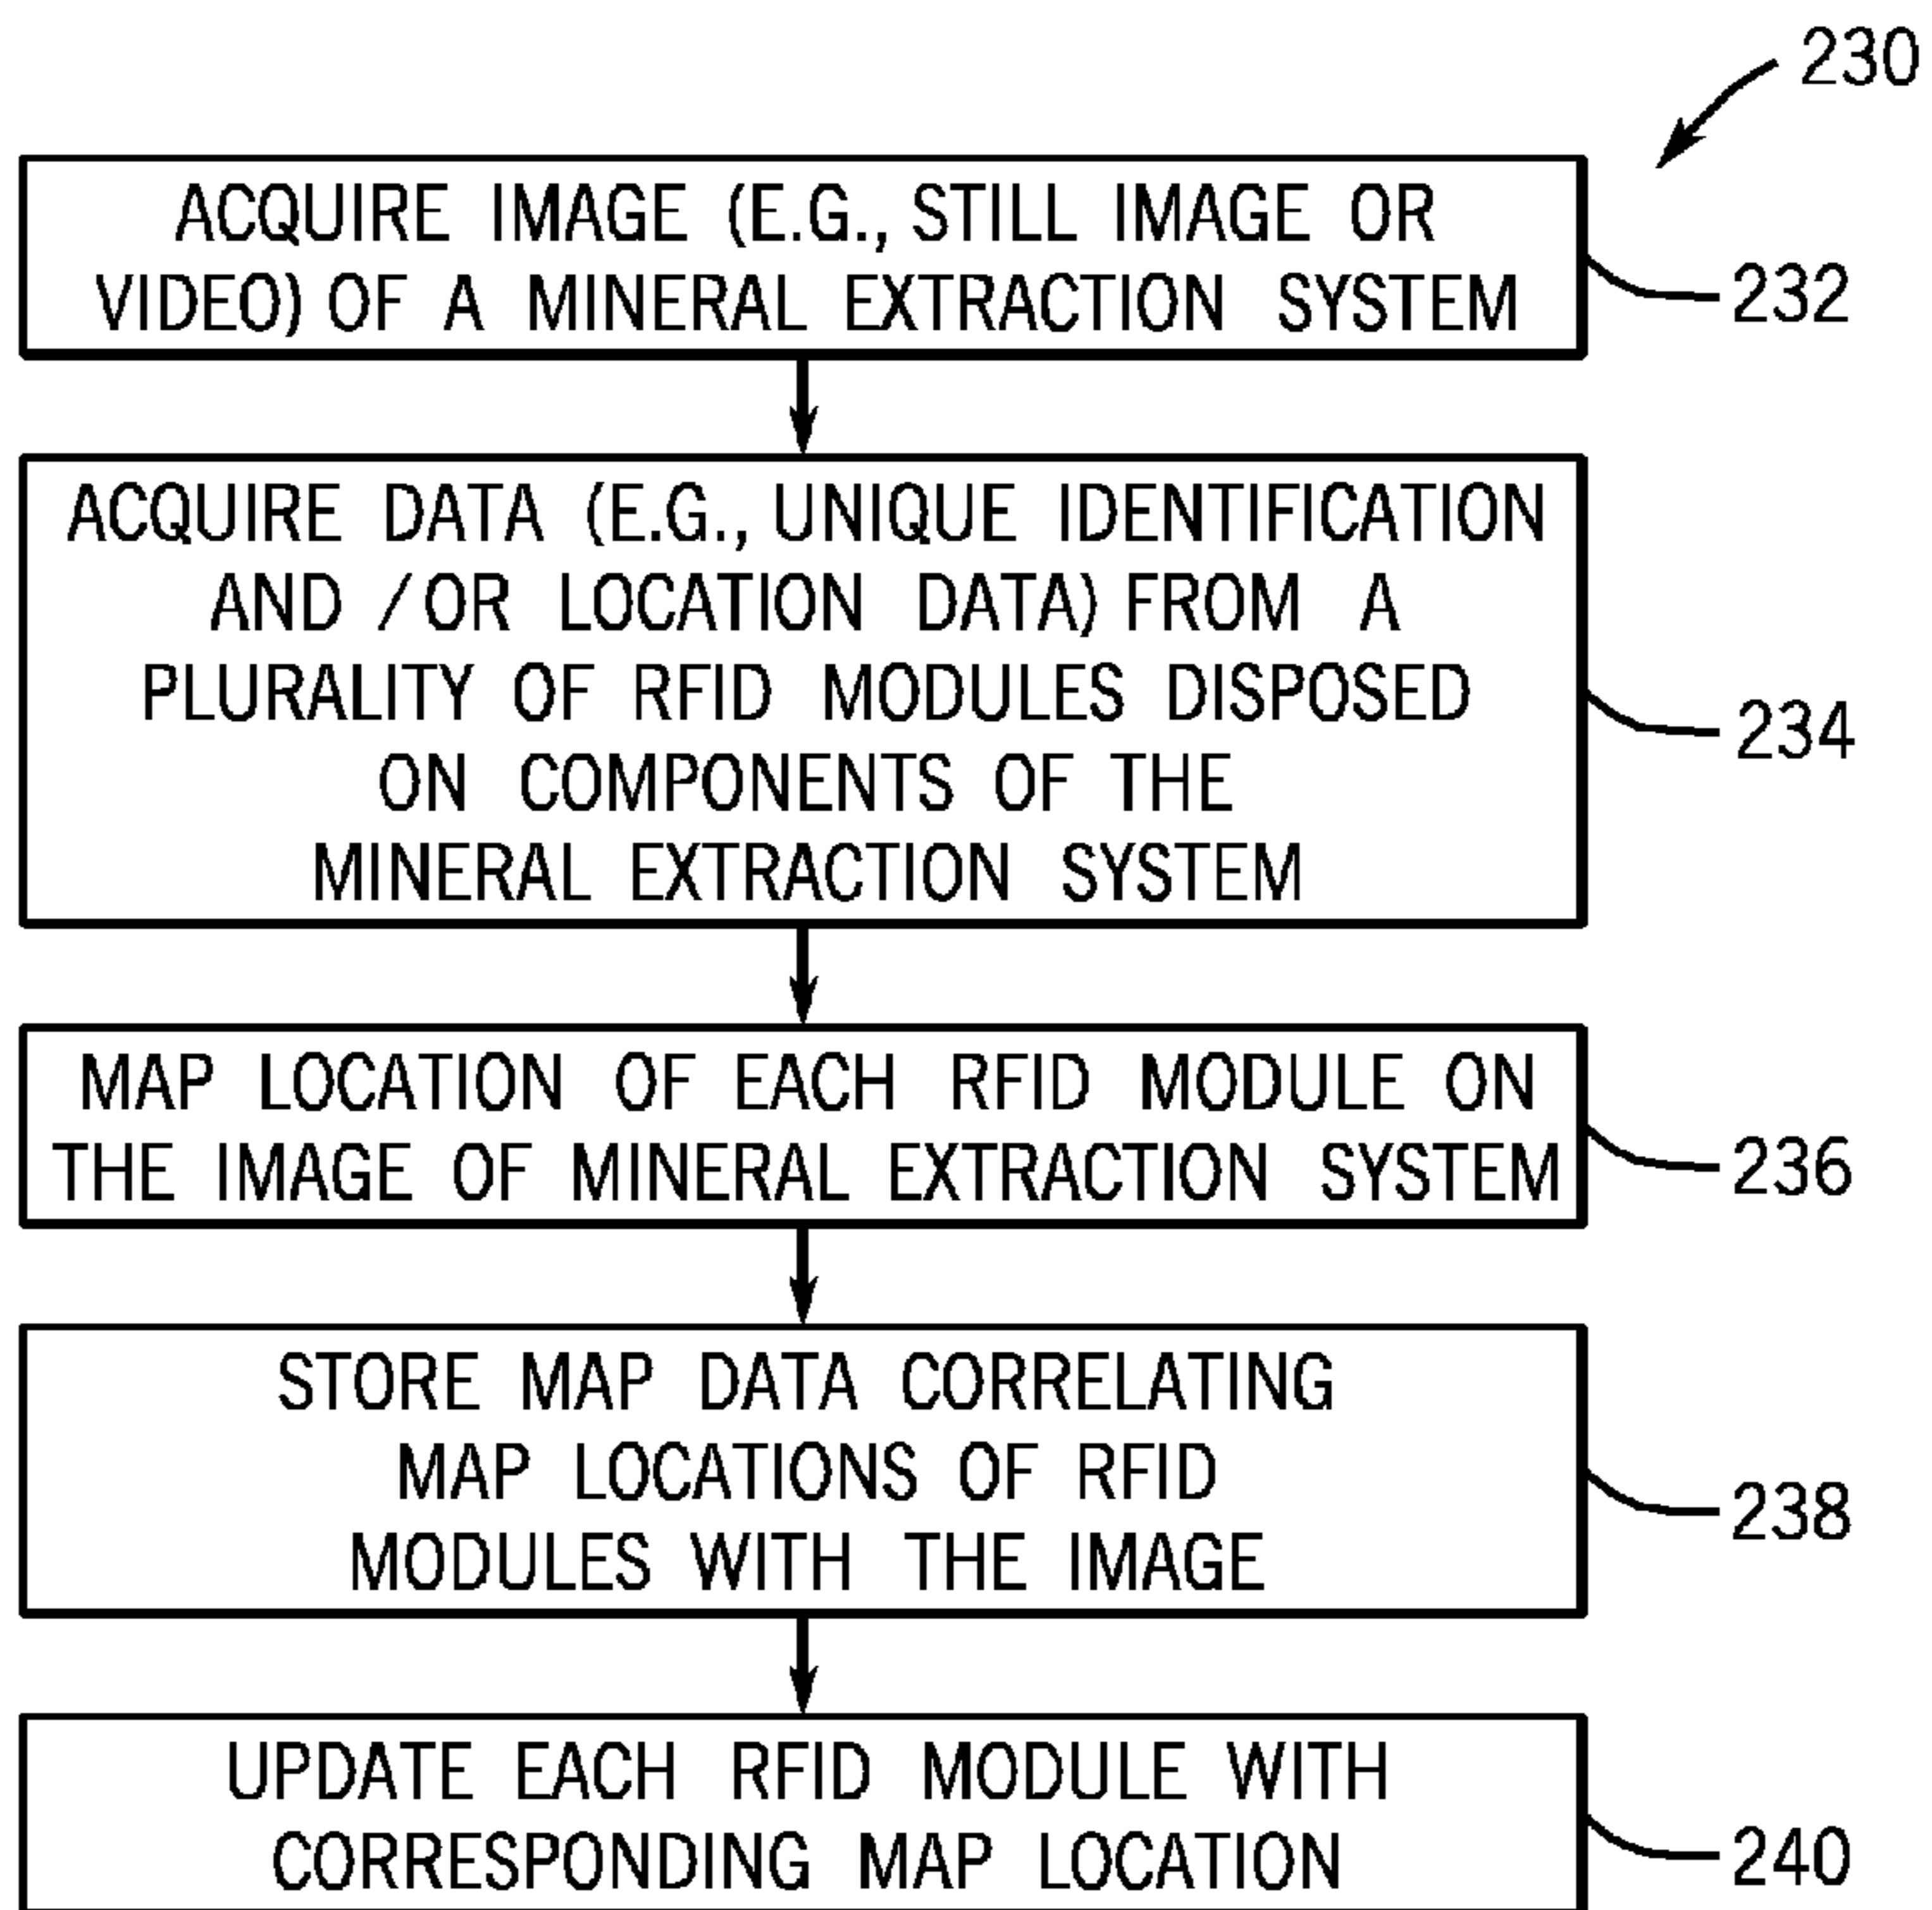 230
ACQUIRE IMAGE (E.G., STILL IMAGE OR
VIDEO) OF A MINERAL EXTRACTION SYSTEM
232
ACQUIRE DATA (E.G., UNIQUE IDENTIFICATION
AND /OR LOCATION DATA) FROM A
PLURALITY OF RFID MODULES DISPOSED
ON COMPONENTS OF THE
MINERAL EXTRACTION SYSTEM
234
MAP LOCATION OF EACH RFID MODULE ON
THE IMAGE OF MINERAL EXTRACTION SYSTEM
236
STORE MAP DATA CORRELATING
MAP LOCATIONS OF RFID
MODULES WITH THE IMAGE
238
UPDATE EACH RFID MODULE WITH
CORRESPONDING MAP LOCATION
240